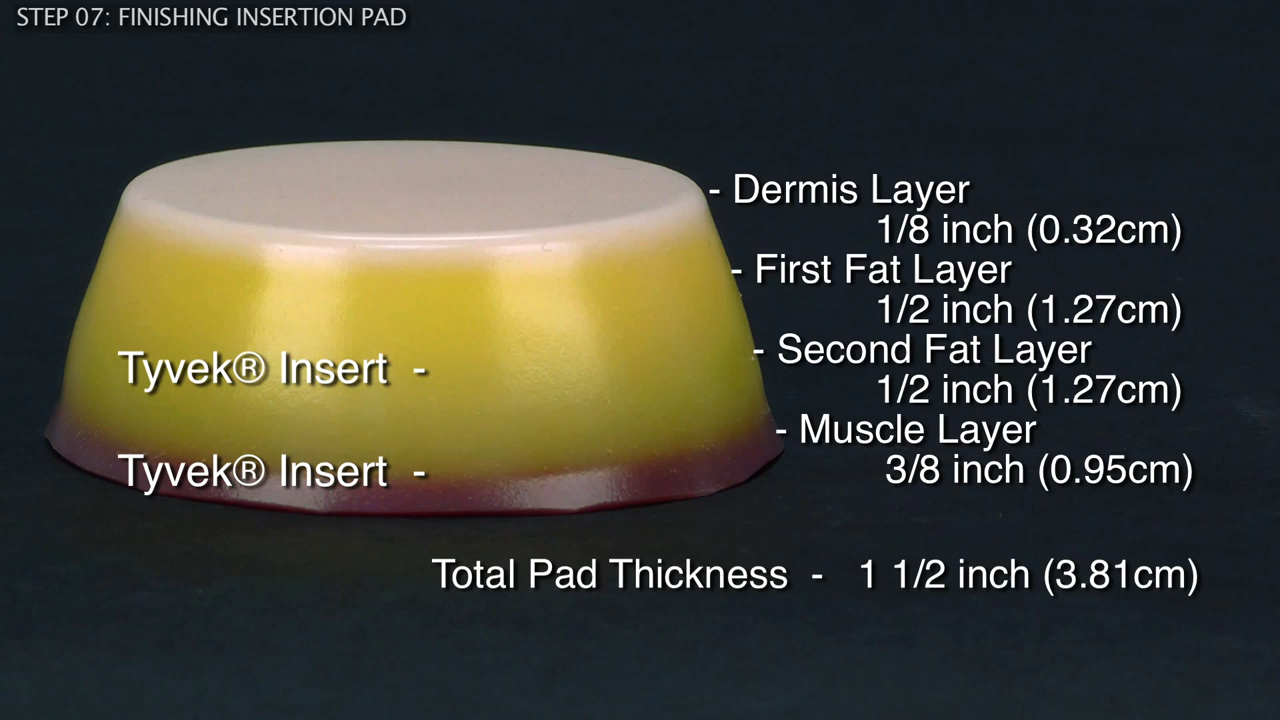 STEP 07: FINISHING INSERTION PAD
- Dermis Layer
1/8 inch (0.32cm)
- First Fat Layer
1/2 inch (1.27cm)
- Second Fat Layer
1/2 inch (1.27cm)
- Muscle Layer
3/8 inch (0.95cm)
Tyvek® Insert -
Tyvek® Insert -
Total Pad Thickness - 1 1/2 inch (3.81cm)